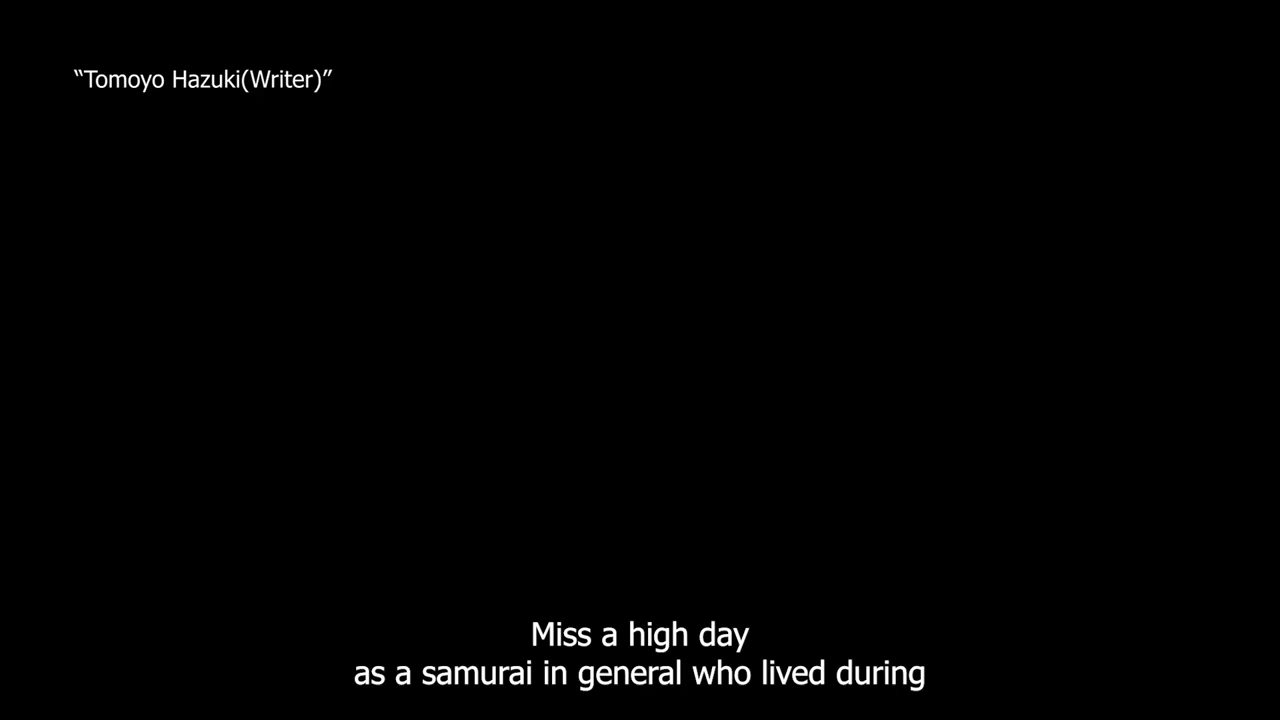 “Tomoyo Hazuki(Writer)”
Miss a high day
as a samurai in general who lived during